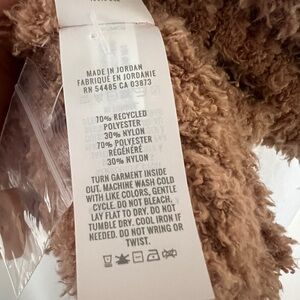 MADE IN JORDAN
FABRIQUÉ EN JORDANIE
RN 54485 CA 03873
70% RECYCLED
POLYESTER
30% NYLON
70% POLYESTER
RÉGÉNÉRÉ
30% NYLON
TURN GARMENT INSIDE
OUT. MACHINE WASH COLD
WITH LIKE COLORS, GENTLE
CYCLE. DO NOT BLEACH.
LAY FLAT TO DRY. DO NOT
TUMBLE DRY. COOL IRON IF
NEEDED. DO NOT WRING OR
TWIST.